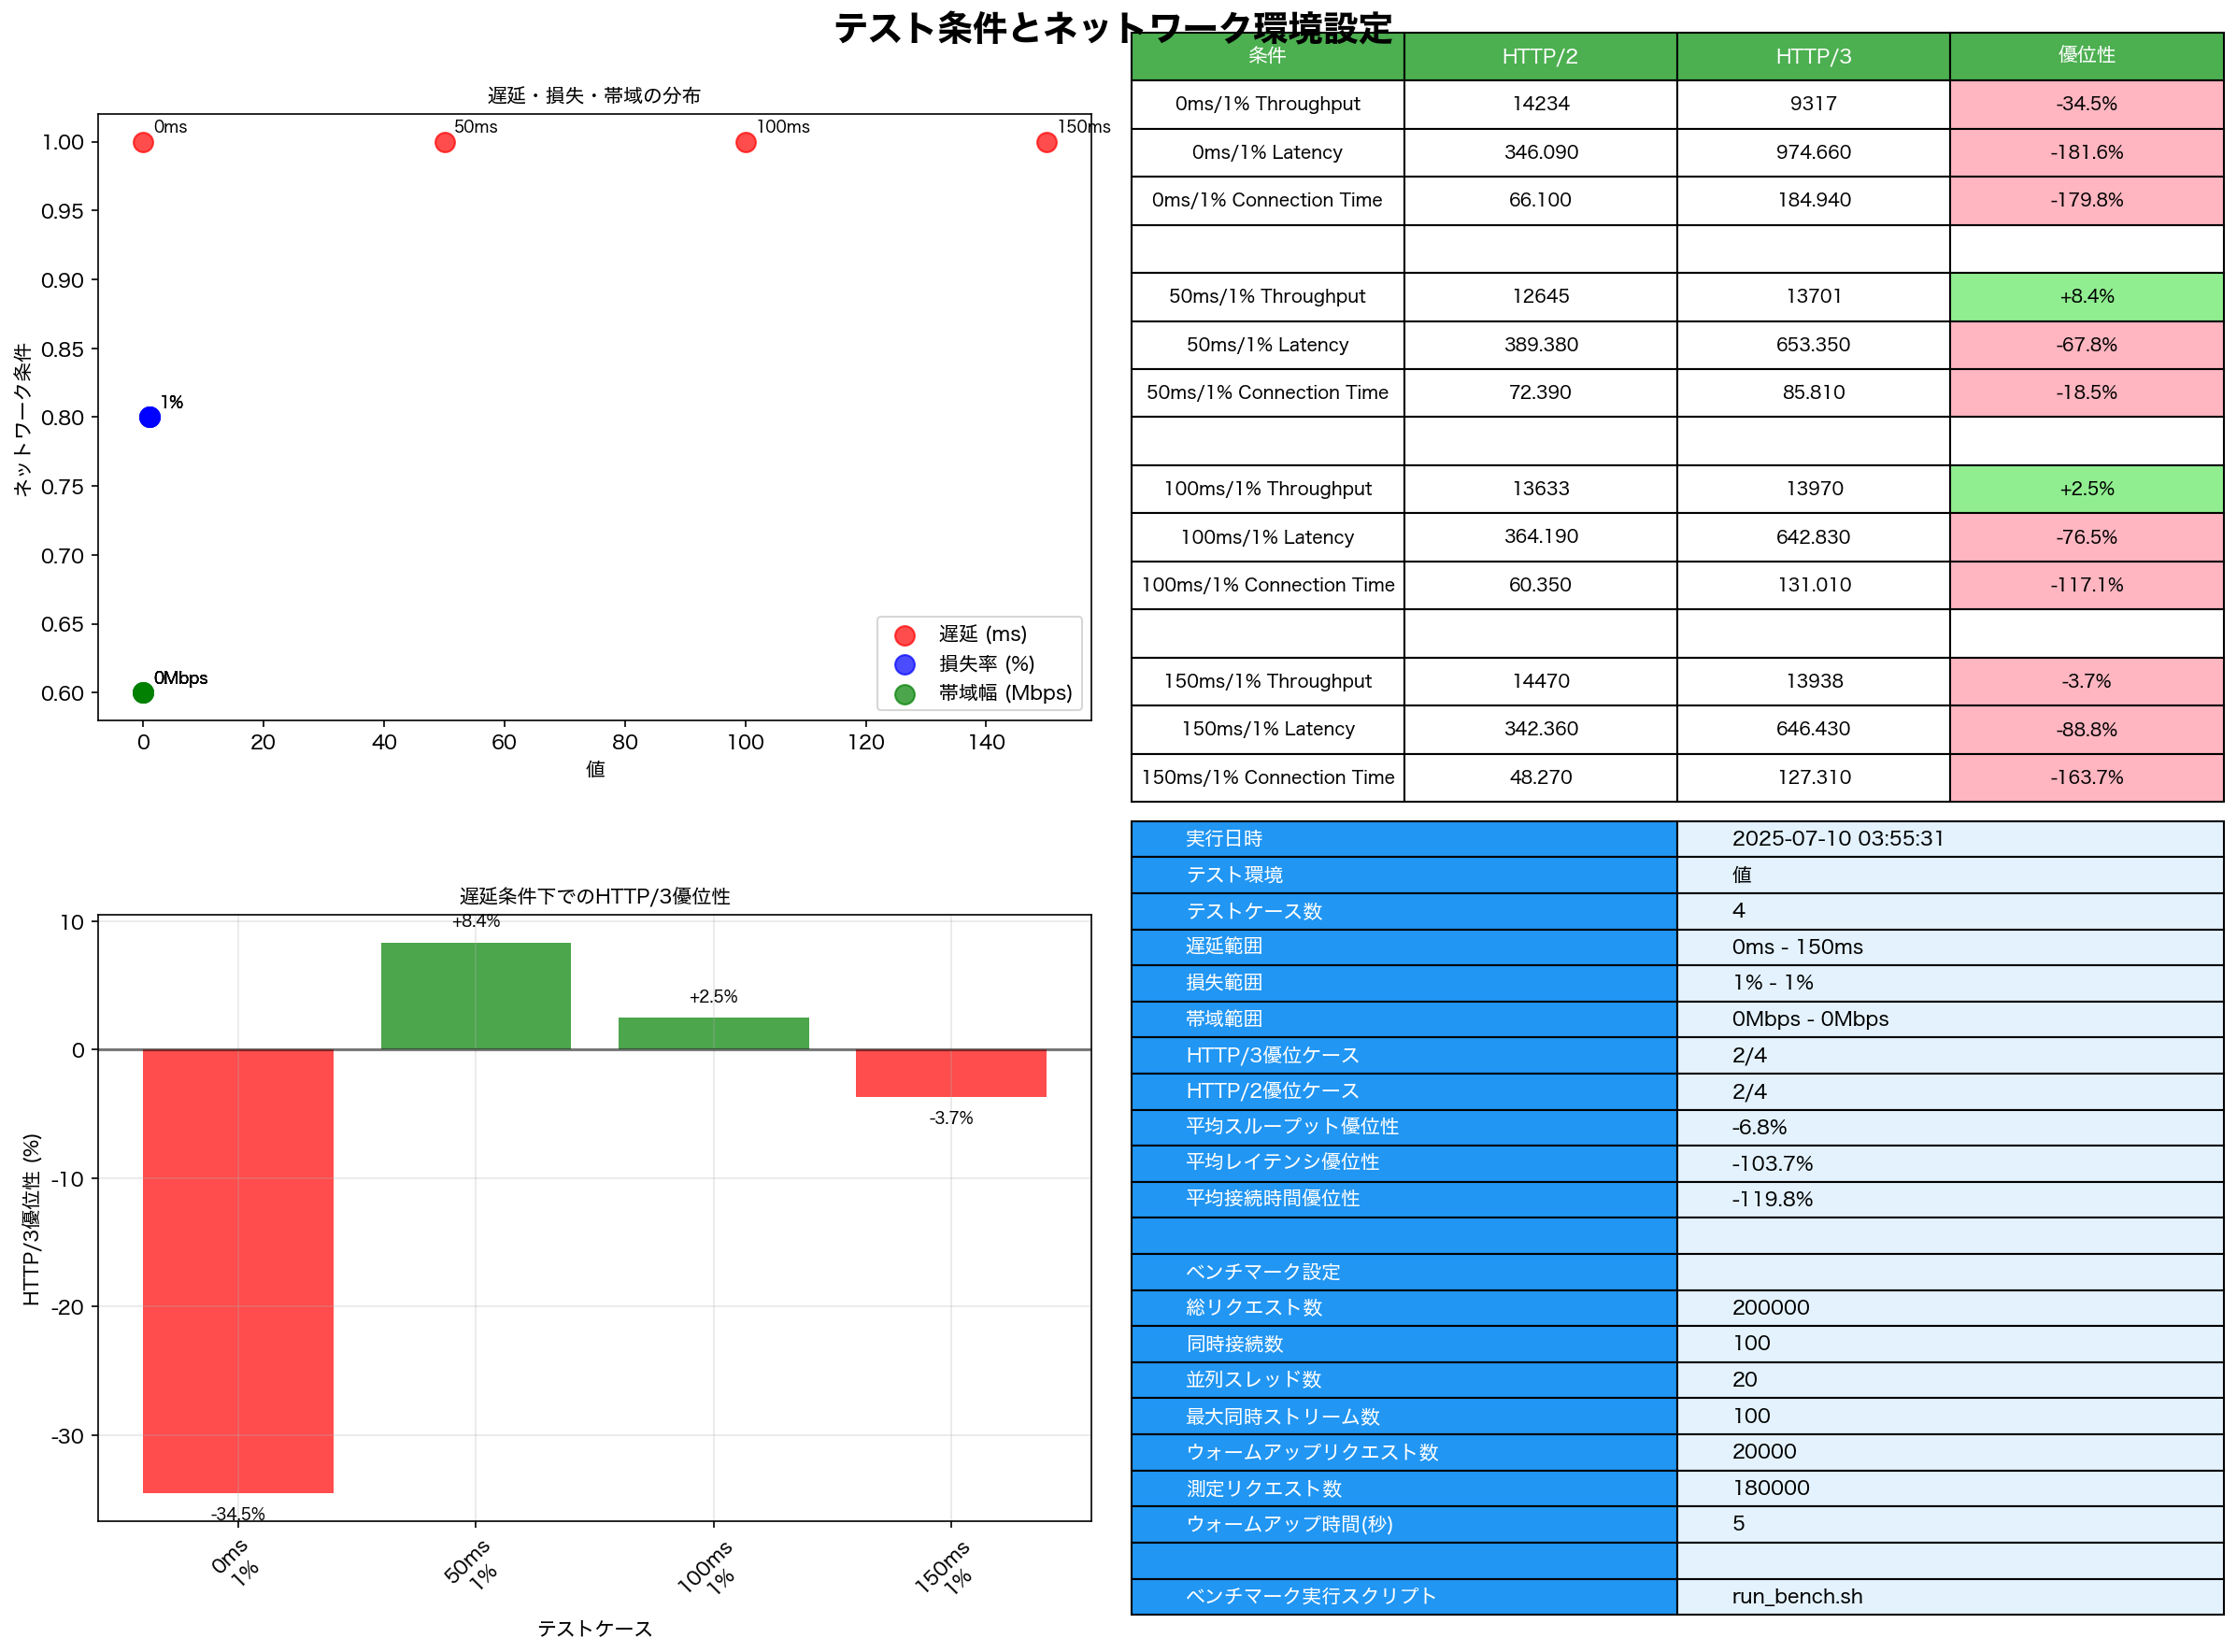 テスト条件とネットワーク環境設定
遅延・損失・帯域の分布
0ms 50ms 100ms 150ms
1.00
0.95
0.90
0.85
1%
0.80
0.75
0.70
0.65
0Mbps
0.60
ネットワーク条件
遅延 (ms)
損失率 (%)
帯域幅 (Mbps)
0 20 40 60 80 100 120 140
値
条件 HTTP/2 HTTP/3 優位性
0ms/1% Throughput 14234 9317 -34.5%
0ms/1% Latency 346.090 974.660 -181.6%
0ms/1% Connection Time 66.100 184.940 -179.8%
50ms/1% Throughput 12645 13701 +8.4%
50ms/1% Latency 389.380 653.350 -67.8%
50ms/1% Connection Time 72.390 85.810 -18.5%
100ms/1% Throughput 13633 13970 +2.5%
100ms/1% Latency 364.190 642.830 -76.5%
100ms/1% Connection Time 60.350 131.010 -117.1%
150ms/1% Throughput 14470 13938 -3.7%
150ms/1% Latency 342.360 646.430 -88.8%
150ms/1% Connection Time 48.270 127.310 -163.7%
遅延条件下でのHTTP/3優位性
10
0
-10
-20
-30
HTTP/3優位性 (%)
+8.4%
+2.5%
-3.7%
-34.5%
0ms
1%
50ms
1%
100ms
1%
150ms
1%
テストケース
実行日時 2025-07-10 03:55:31
テスト環境 値
テストケース数 4
遅延範囲 0ms - 150ms
損失範囲 1% - 1%
帯域範囲 0Mbps - 0Mbps
HTTP/3優位ケース 2/4
HTTP/2優位ケース 2/4
平均スループット優位性 -6.8%
平均レイテンシ優位性 -103.7%
平均接続時間優位性 -119.8%
ベンチマーク設定
総リクエスト数 200000
同時接続数 100
並列スレッド数 20
最大同時ストリーム数 100
ウォームアップリクエスト数 20000
測定リクエスト数 180000
ウォームアップ時間(秒) 5
ベンチマーク実行スクリプト run_bench.sh